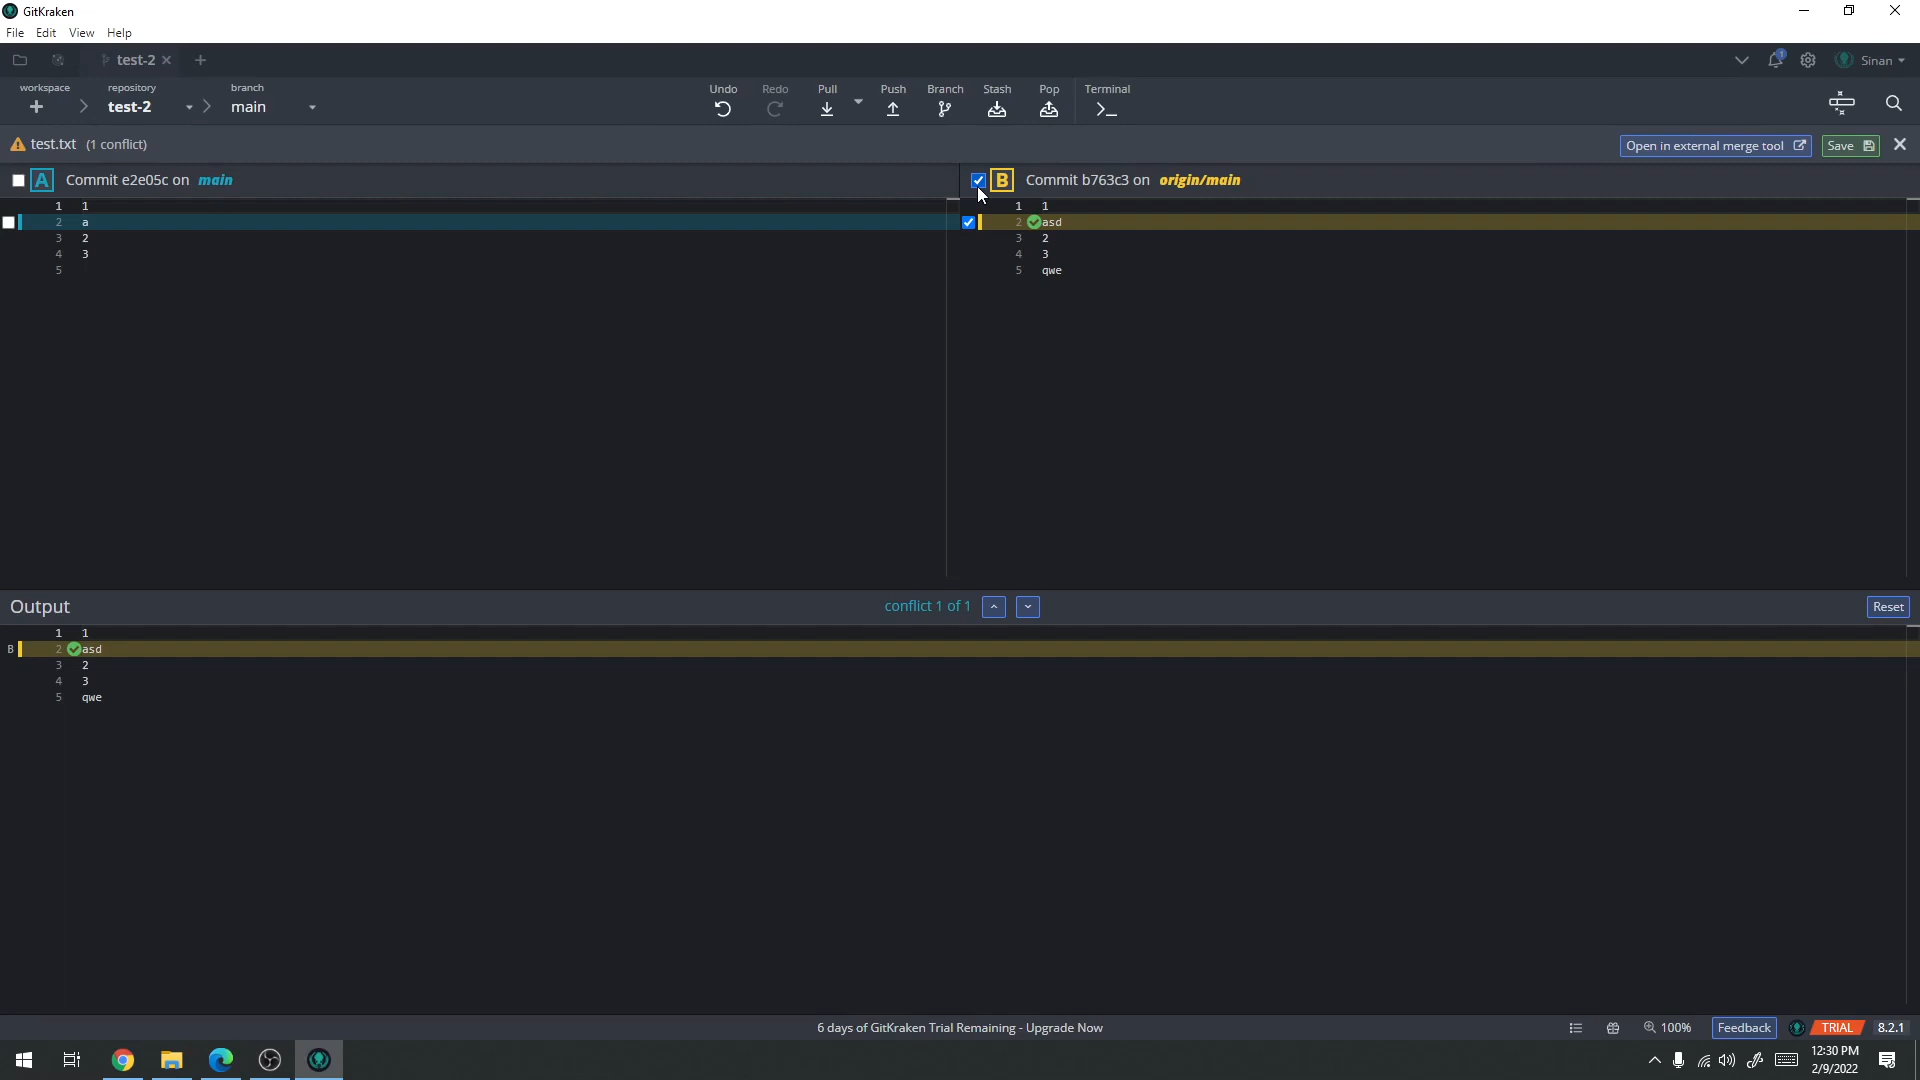 GitKraken
File Edit View Help
test-2
Sinan
workspace
repository
test-2
branch
main
Undo
Redo
Pull
Push
Branch
Stash
Pop
Terminal
test.txt (1 conflict)
Open in external merge tool
Save
A Commit e2e05c on main
B Commit b763c3 on origin/main
1 1
2 a
3 2
4 3
5
1 1
2 asd
3 2
4 3
5 qwe
Output
conflict 1 of 1
Reset
1 1
B 2 asd
3 2
4 3
5 qwe
6 days of GitKraken Trial Remaining - Upgrade Now
100%
Feedback
TRIAL
8.2.1
12:30 PM
2/9/2022